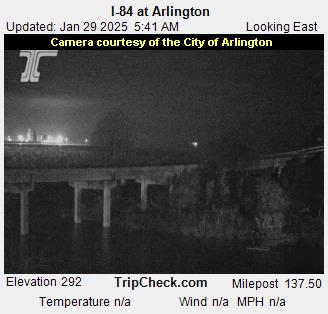 I-84 at Arlington
Updated: Jan 29 2025 5:41 AM Looking East
Camera courtesy of the City of Arlington
Elevation 292 TripCheck.com Milepost 137.50
Temperature n/a Wind n/a MPH n/a